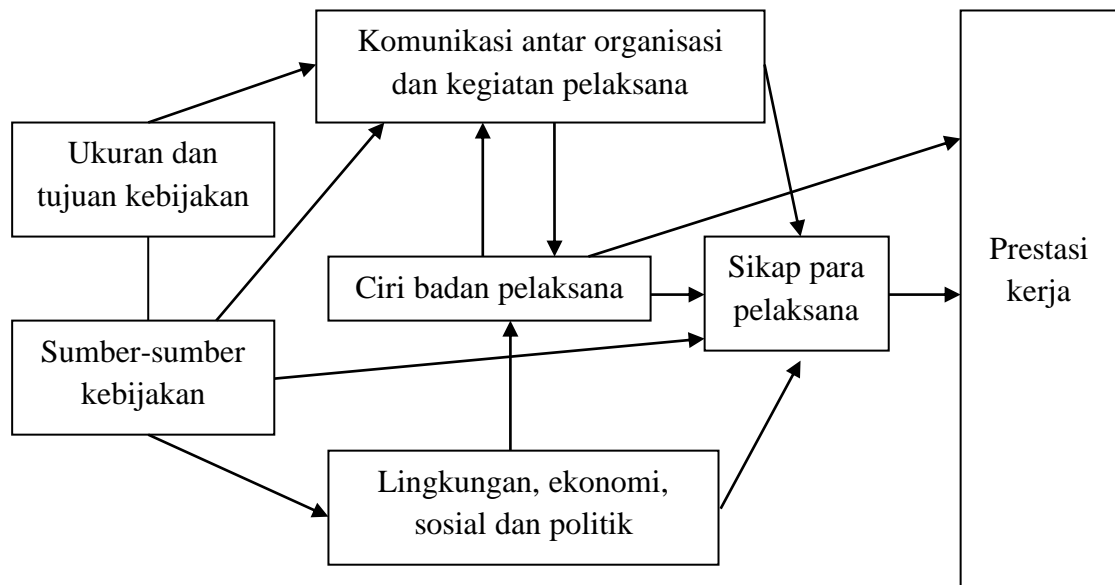 Komunikasi antar organisasi
dan kegiatan pelaksana
Ukuran dan
tujuan kebijakan
Ciri badan pelaksana
Sikap para
pelaksana
Prestasi
kerja
Sumber-sumber
kebijakan
Lingkungan, ekonomi,
sosial dan politik